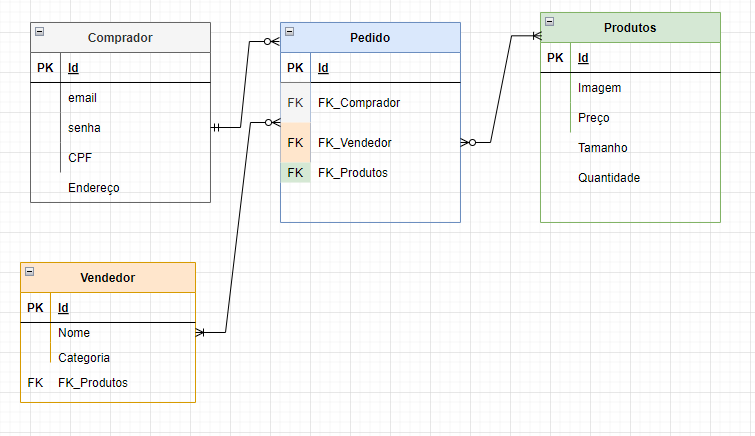 Comprador
PK Id
email
senha
CPF
Endereço
Pedido
PK Id
FK FK_Comprador
FK FK_Vendedor
FK FK_Produtos
Produtos
PK Id
Imagem
Preço
Tamanho
Quantidade
Vendedor
PK Id
Nome
Categoria
FK FK_Produtos